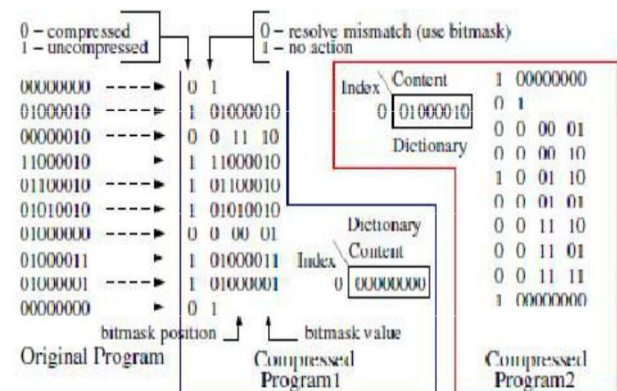 0 – compressed
1 – uncompressed
0 – resolve mismatch (use bitmask)
1 – no action
00000000 0 1
01000010 1 01000010
00000010 0 0 11 10
11000010 1 11000010
01100010 1 01100010
01010010 1 01010010
01000000 0 0 00 01
01000011 1 01000011
01000001 1 01000001
00000000 0 1
bitmask position
bitmask value
Original Program
Compressed
Program1
Dictionary
Index Content
0 00000000
Index Content
0 01000010
Dictionary
1 00000000
0 1
0 0 00 01
0 0 00 10
1 0 01 10
0 0 01 01
0 0 11 10
0 0 11 01
0 0 11 11
1 00000000
Compressed
Program2